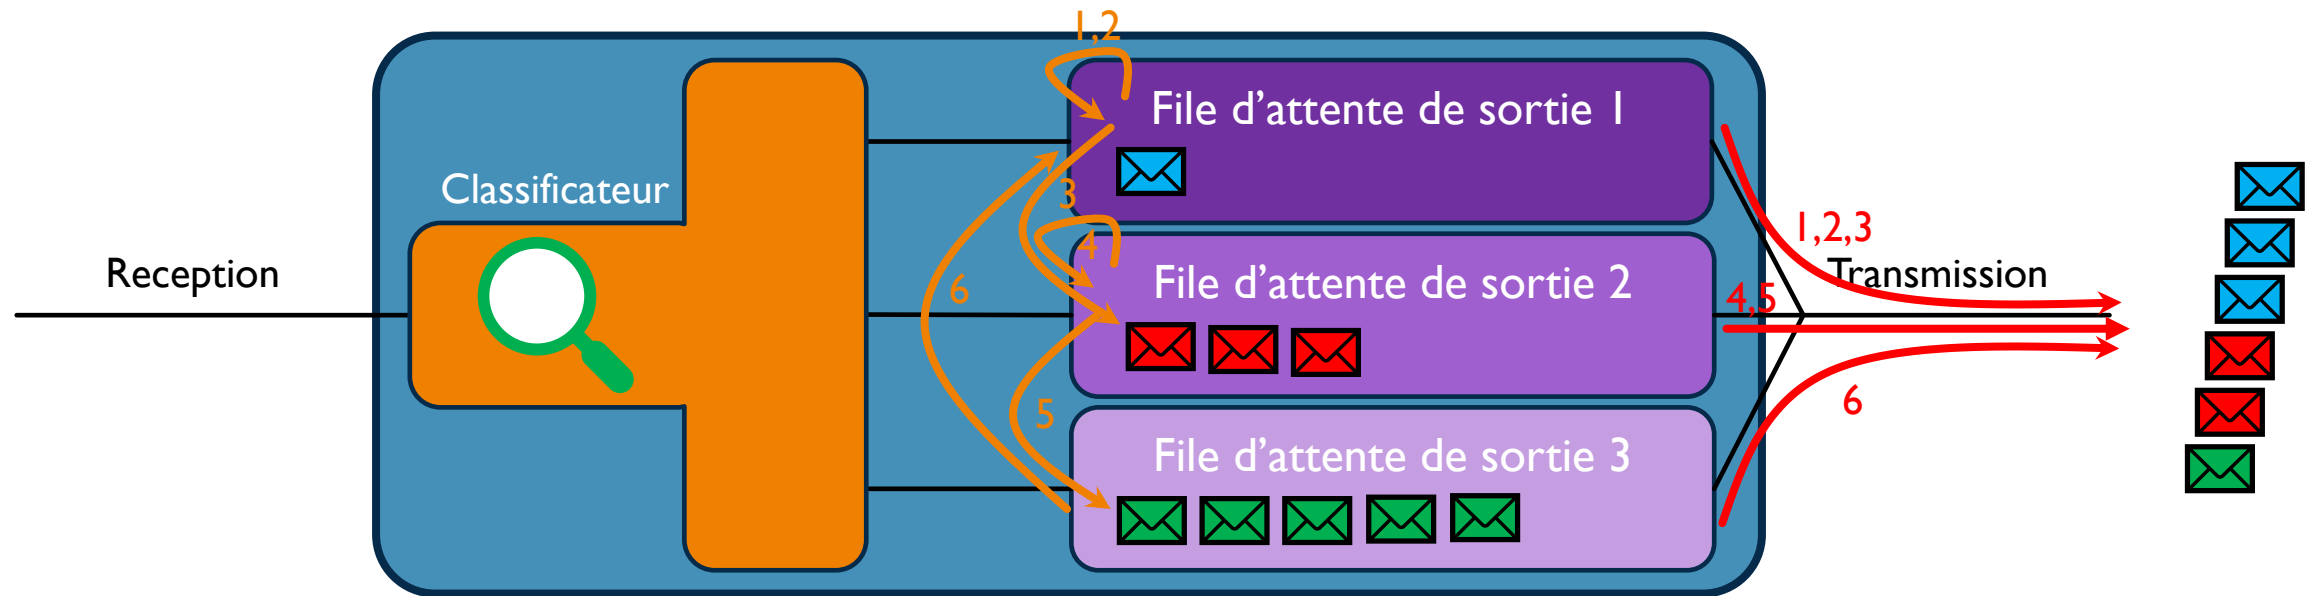 1,2
File d’attente de sortie 1
Classificateur
3
1,2,3
4
Reception
File d’attente de sortie 2
Transmission
6
4,5
5
6
File d’attente de sortie 3